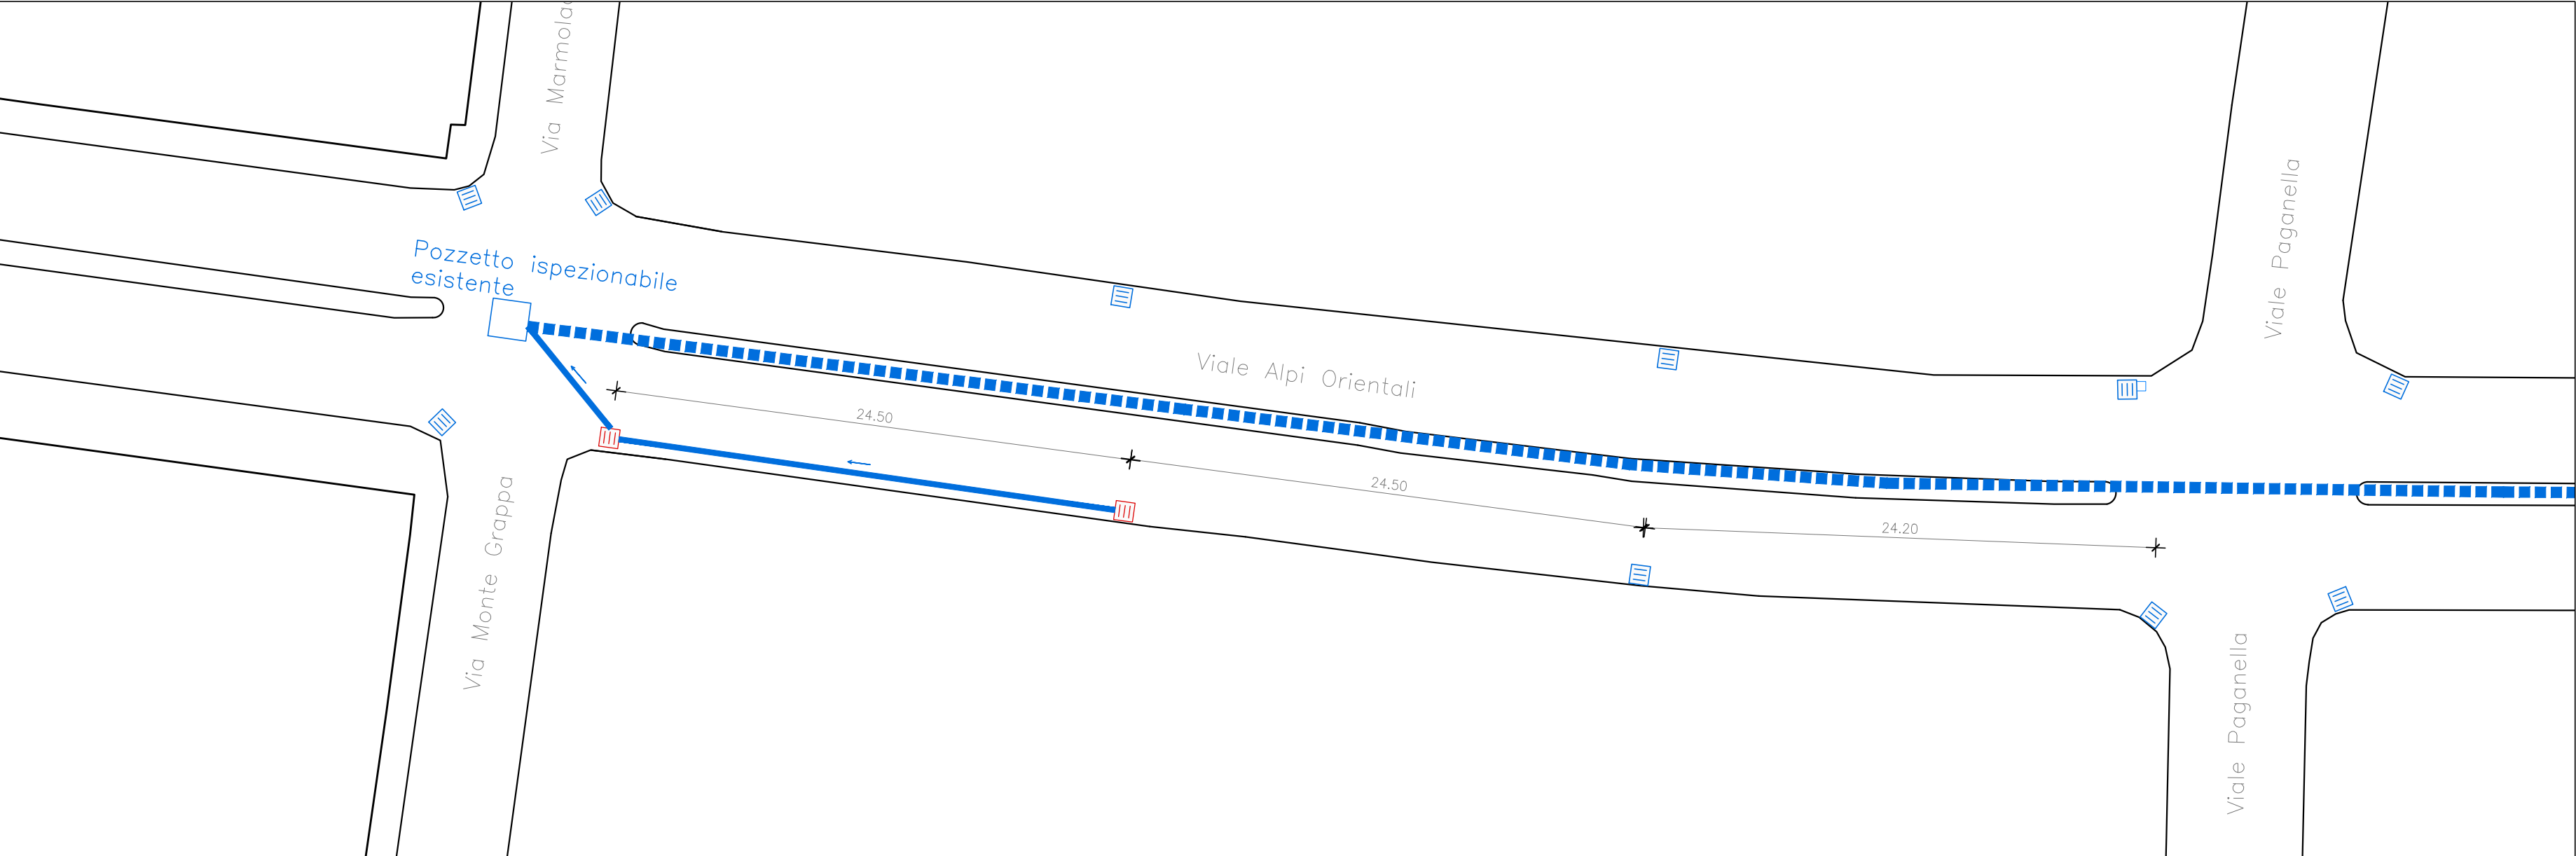 Via Marmola
Pozzetto ispezionabile
esistente
Viale Paganella
Viale Alpi Orientali
24.50
24.50
24.20
Via Monte Grappa
Viale Paganella